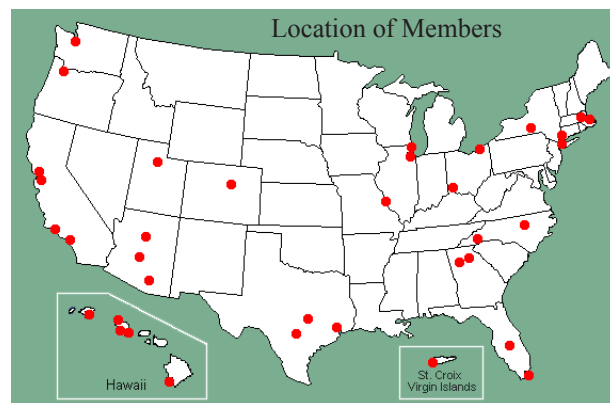 Location of Members
Hawaii
St. Croix
Virgin Islands